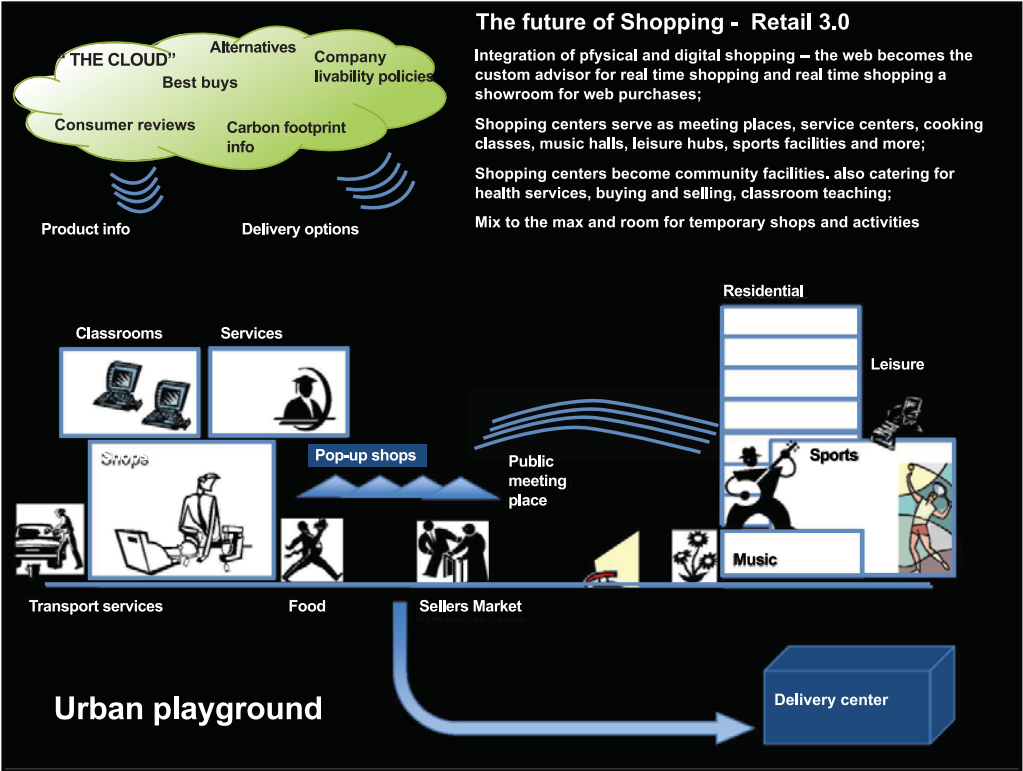 The future of Shopping - Retail 3.0
Integration of pfysical and digital shopping – the web becomes the
custom advisor for real time shopping and real time shopping a
showroom for web purchases;
Shopping centers serve as meeting places, service centers, cooking
classes, music halls, leisure hubs, sports facilities and more;
Shopping centers become community facilities. also catering for
health services, buying and selling, classroom teaching;
Mix to the max and room for temporary shops and activities
"THE CLOUD”
Alternatives
Company
livability policies
Best buys
Consumer reviews
Carbon footprint
info
Product info
Delivery options
Residential
Classrooms
Services
Leisure
Shops
Pop-up shops
Public
meeting
place
Sports
Music
Transport services
Food
Sellers Market
Urban playground
Delivery center